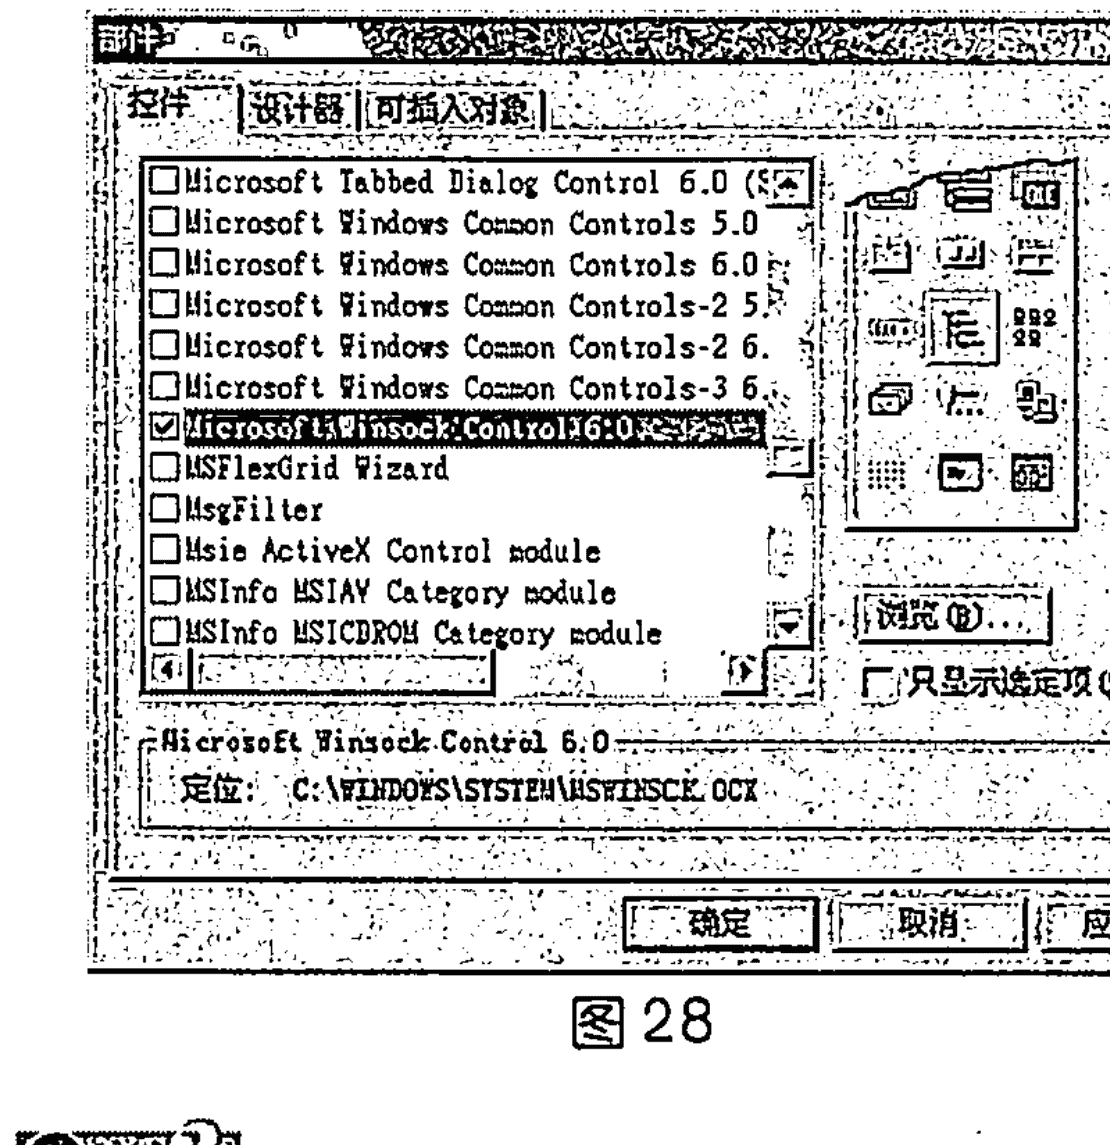 部件
控件 设计器 可插入对象
Microsoft Tabbed Dialog Control 6.0 (S
Microsoft Windows Common Controls 5.0
Microsoft Windows Common Controls 6.0
Microsoft Windows Common Controls-2 5.
Microsoft Windows Common Controls-2 6.
Microsoft Windows Common Controls-3 6.
Microsoft Winsock Control 6.0
MSFlexGrid Wizard
MsgFilter
Msie ActiveX Control module
MSInfo MSIAV Category module
MSInfo MSICDROM Category module
浏览(B)...
只显示选定项(
Microsoft Winsock Control 6.0
定位: C:\WINDOWS\SYSTEM\MSWINSCK.OCX
确定 取消 应
图 28